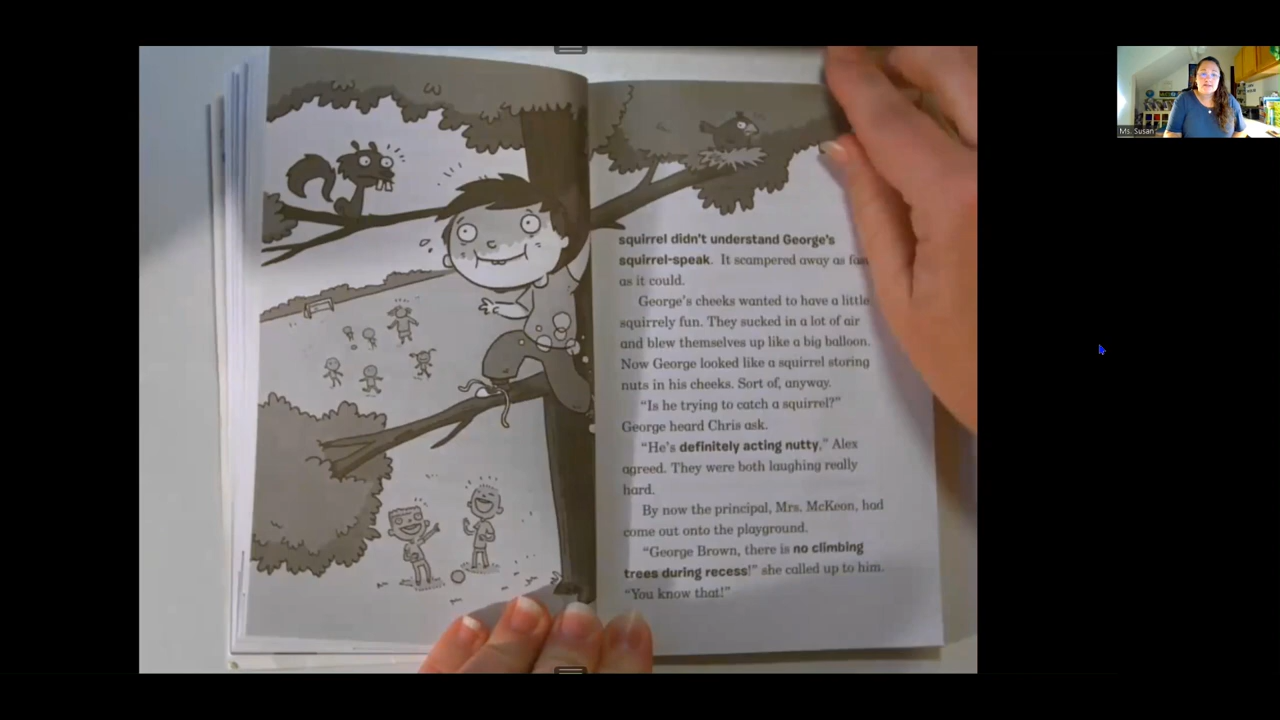 squirrel didn't understand George's
squirrel-speak. It scampered away as
as it could.
George's cheeks wanted to have a little
squirrely fun. They sucked in a lot of air
and blew themselves up like a big balloon.
Now George looked like a squirrel storing
nuts in his cheeks. Sort of, anyway.
"Is he trying to catch a squirrel?"
George heard Chris ask.
"He's definitely acting nutty," Alex
agreed. They were both laughing really
hard.
By now the principal, Mrs. McKeon, had
come out onto the playground.
"George Brown, there is no climbing
trees during recess!" she called up to him.
"You know that!"
Ms. Susan